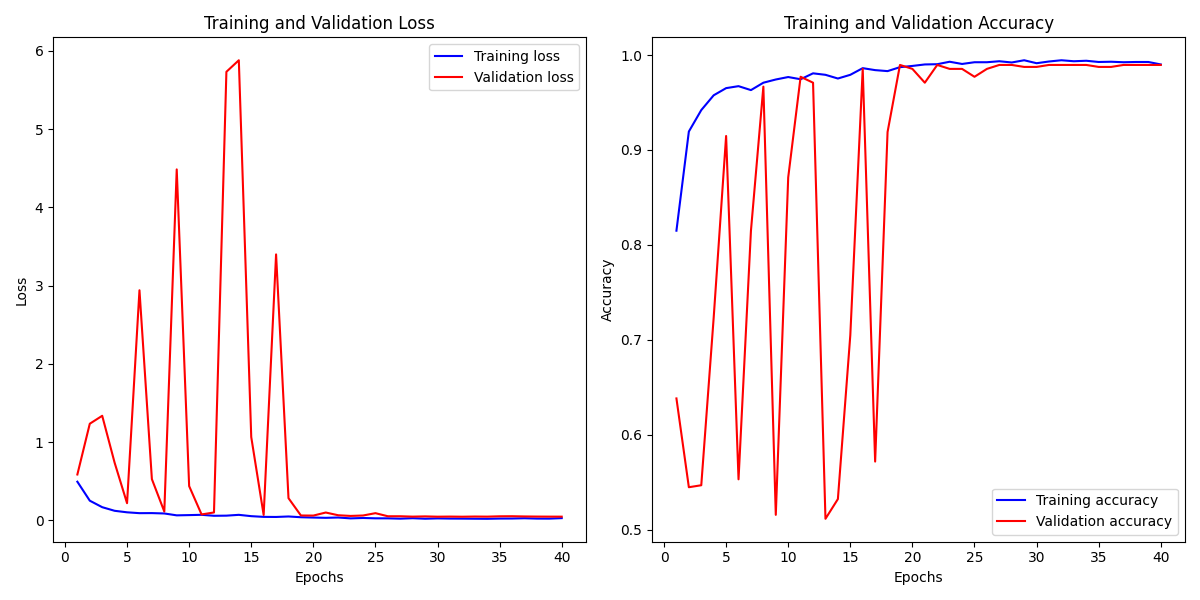 Training and Validation Loss
Training loss
Validation loss
6
5
4
3
2
1
0
Loss
0 5 10 15 20 25 30 35 40
Epochs
Training and Validation Accuracy
1.0
0.9
0.8
0.7
0.6
0.5
Accuracy
Training accuracy
Validation accuracy
0 5 10 15 20 25 30 35 40
Epochs